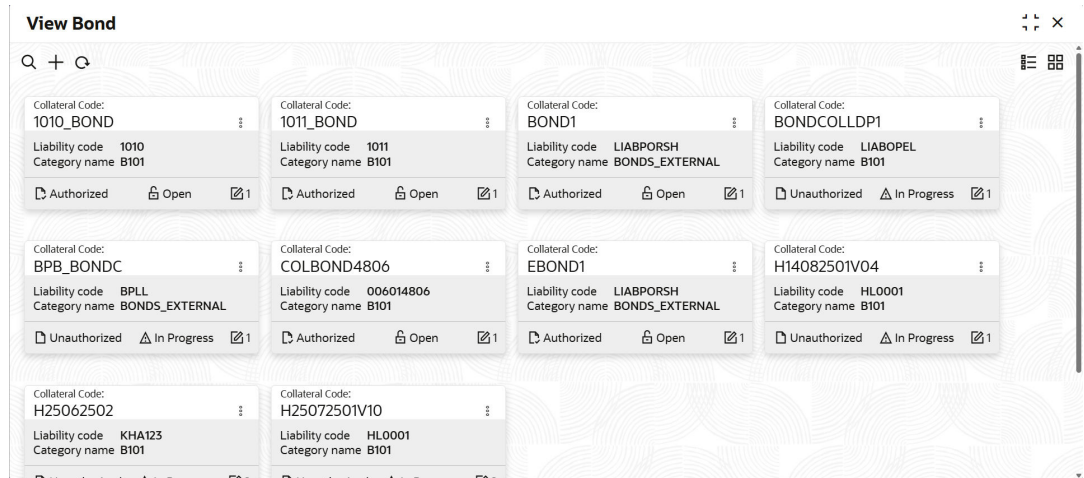 View Bond
Collateral Code: Collateral Code: Collateral Code: Collateral Code:
1010_BOND 1011_BOND BOND1 BONDCOLLDP1
Liability code 1010 Liability code 1011 Liability code LIABPORSH Liability code LIABOPEL
Category name B101 Category name B101 Category name BONDS_EXTERNAL Category name B101
Authorized Open 1 Authorized Open 1 Authorized Open 1 Unauthorized In Progress 1
Collateral Code: Collateral Code: Collateral Code: Collateral Code:
BPB_BONDC COLBOND4806 EBOND1 H14082501V04
Liability code BPLL Liability code 006014806 Liability code LIABPORSH Liability code HL0001
Category name BONDS_EXTERNAL Category name B101 Category name BONDS_EXTERNAL Category name B101
Unauthorized In Progress 1 Authorized Open 1 Authorized Open 1 Unauthorized In Progress 1
Collateral Code: Collateral Code:
H25062502 H25072501V10
Liability code KHA123 Liability code HL0001
Category name B101 Category name B101